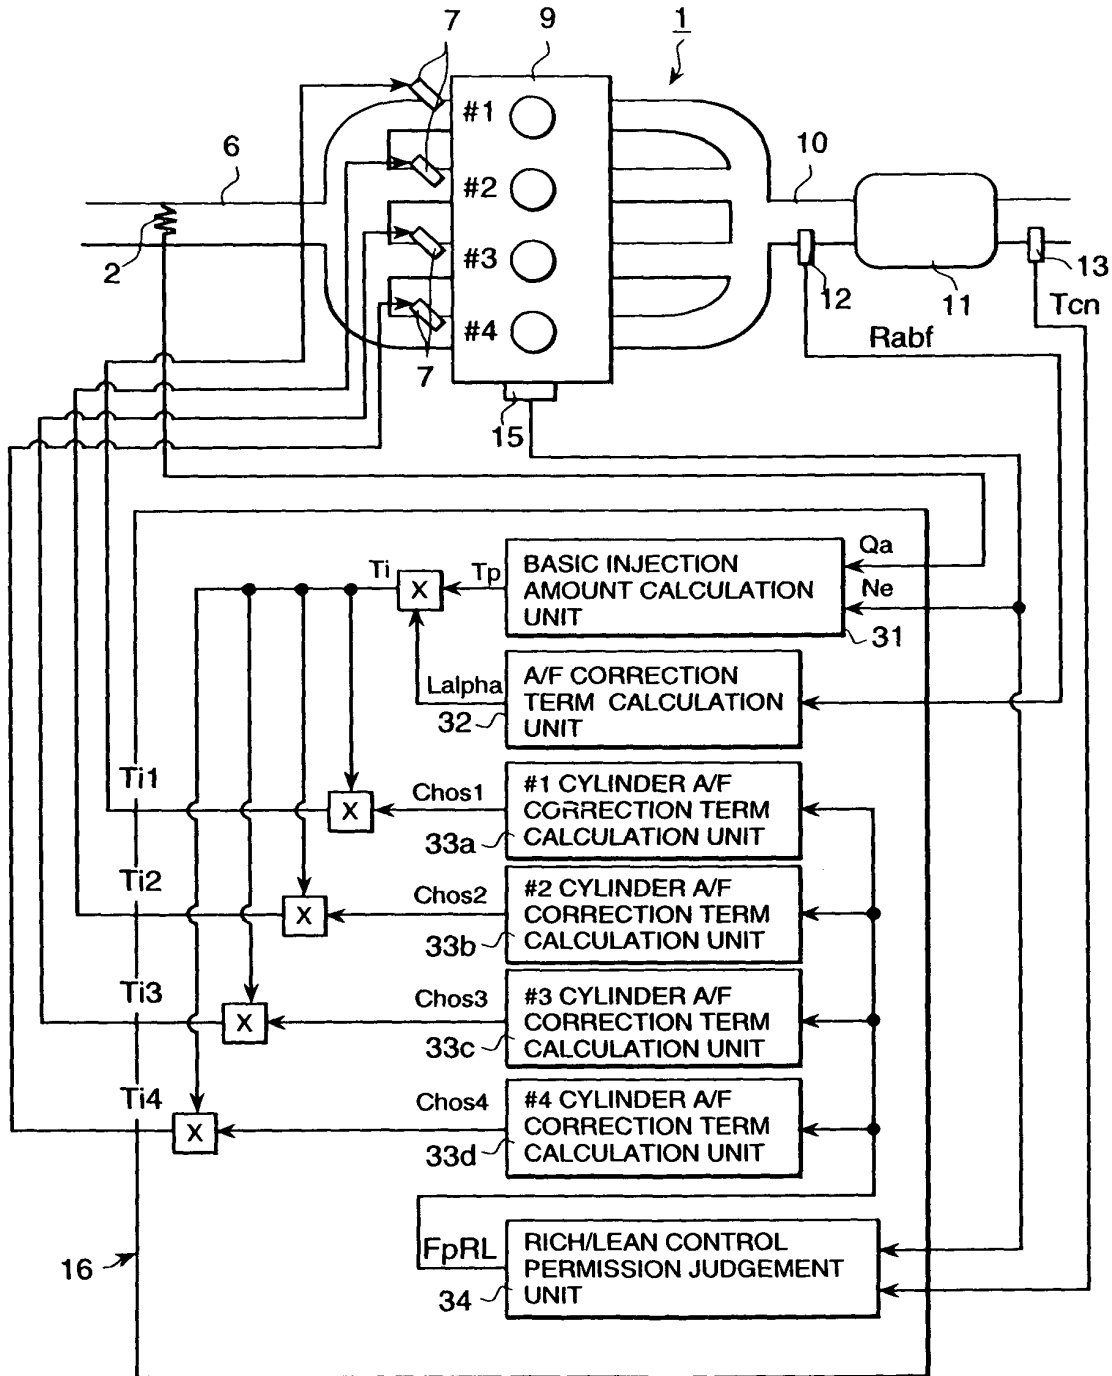 7
9
1
#1
6
10
#2
2
#3
12
11
13
Tcn
#4
7
Rabf
15
Qa
Ti
X
Tp
BASIC INJECTION
AMOUNT CALCULATION
UNIT
Ne
31
Lalpha
A/F CORRECTION
TERM CALCULATION
UNIT
32
Ti1
X
Chos1
#1 CYLINDER A/F
CORRECTION TERM
CALCULATION UNIT
33a
Ti2
X
Chos2
#2 CYLINDER A/F
CORRECTION TERM
CALCULATION UNIT
33b
Ti3
X
Chos3
#3 CYLINDER A/F
CORRECTION TERM
CALCULATION UNIT
33c
Ti4
X
Chos4
#4 CYLINDER A/F
CORRECTION TERM
CALCULATION UNIT
33d
16
FpRL
RICH/LEAN CONTROL
PERMISSION JUDGEMENT
UNIT
34